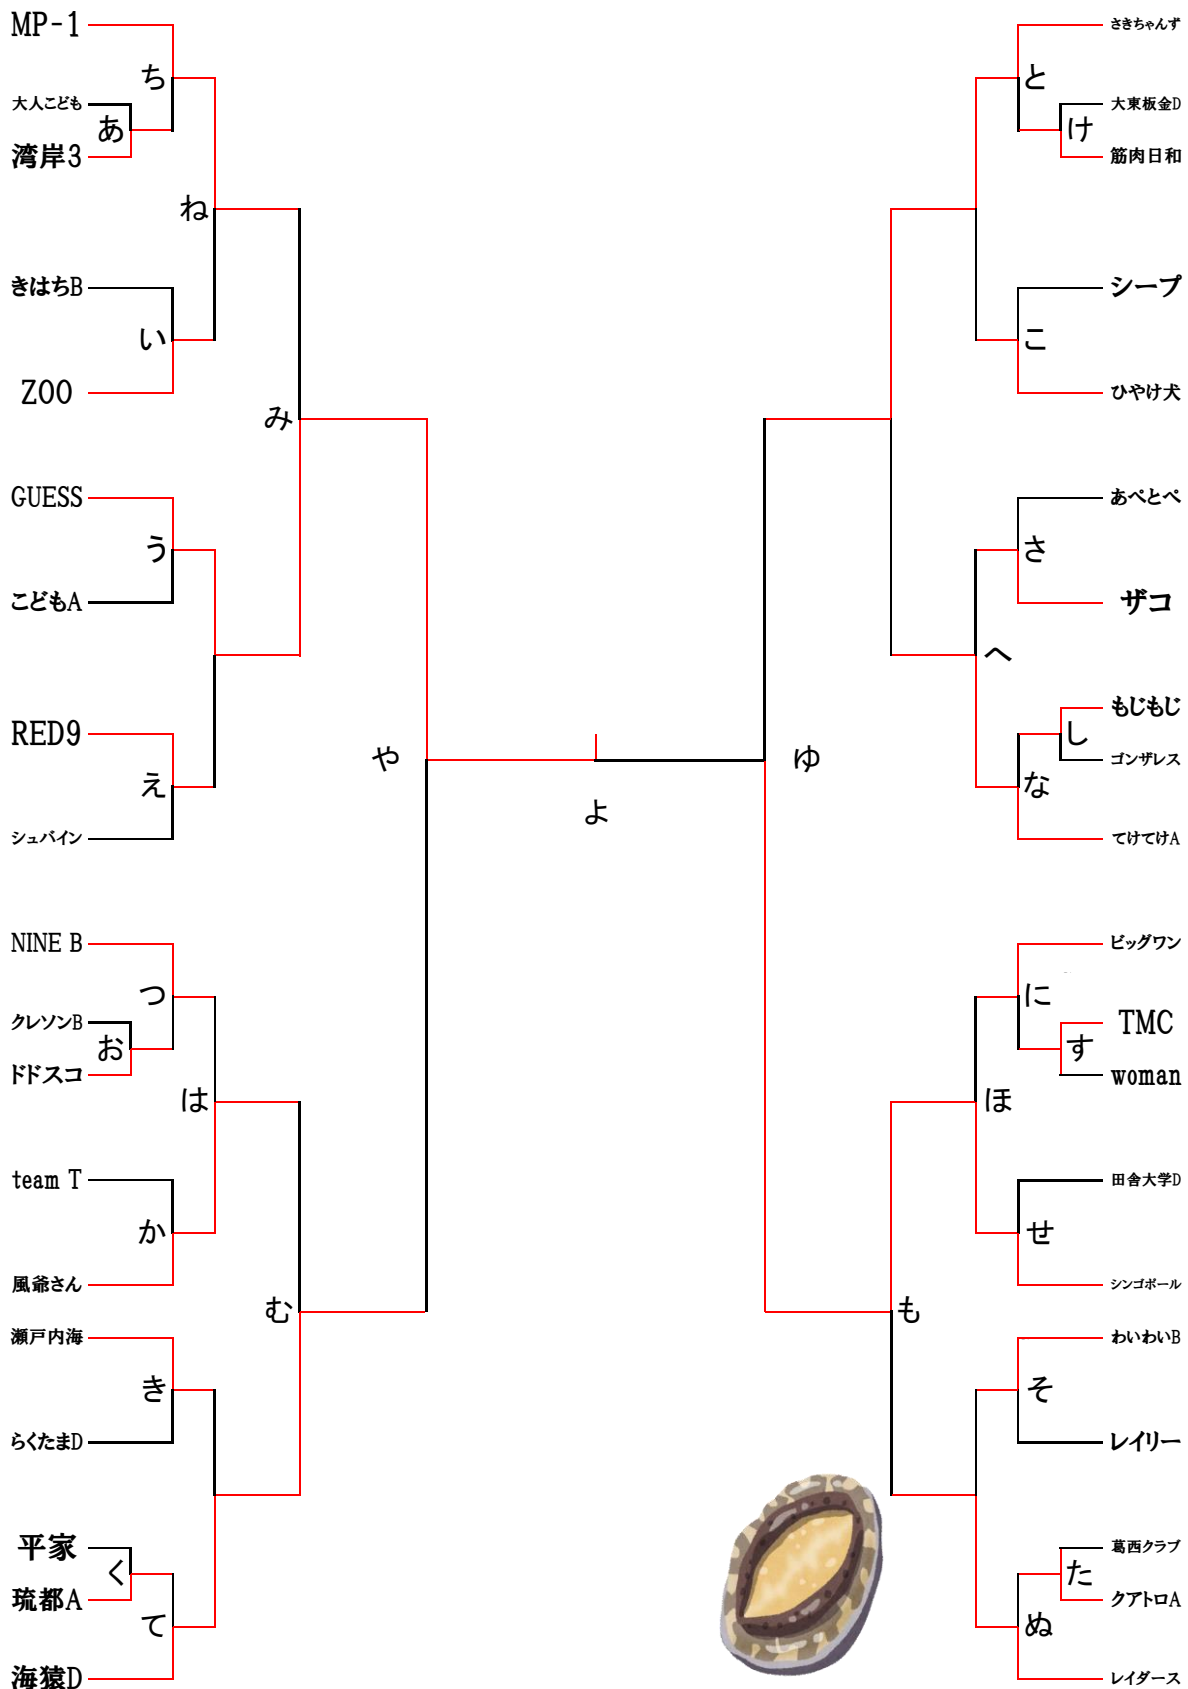 MP-1
ち
大人こども
あ
湾岸3
ね
きはちB
い
ZOO
み
GUESS
う
こどもA
RED9
え
シュバイン
や
NINE B
つ
クレソンB
お
ドドスコ
は
team T
か
風爺さん
む
瀬戸内海
き
らくたまD
平家
く
琉都A
て
海猿D
よ
さきちゃんず
と
大東板金D
け
筋肉日和
シープ
こ
ひやけ犬
あべとべ
さ
ザコ
へ
もじもじ
し
ゴンザレス
な
てけてけA
ゆ
ビッグワン
に
TMC
す
woman
ほ
田舎大学D
せ
シンゴボール
も
わいわいB
そ
レイリー
葛西クラブ
た
クアトロA
ぬ
レイダース